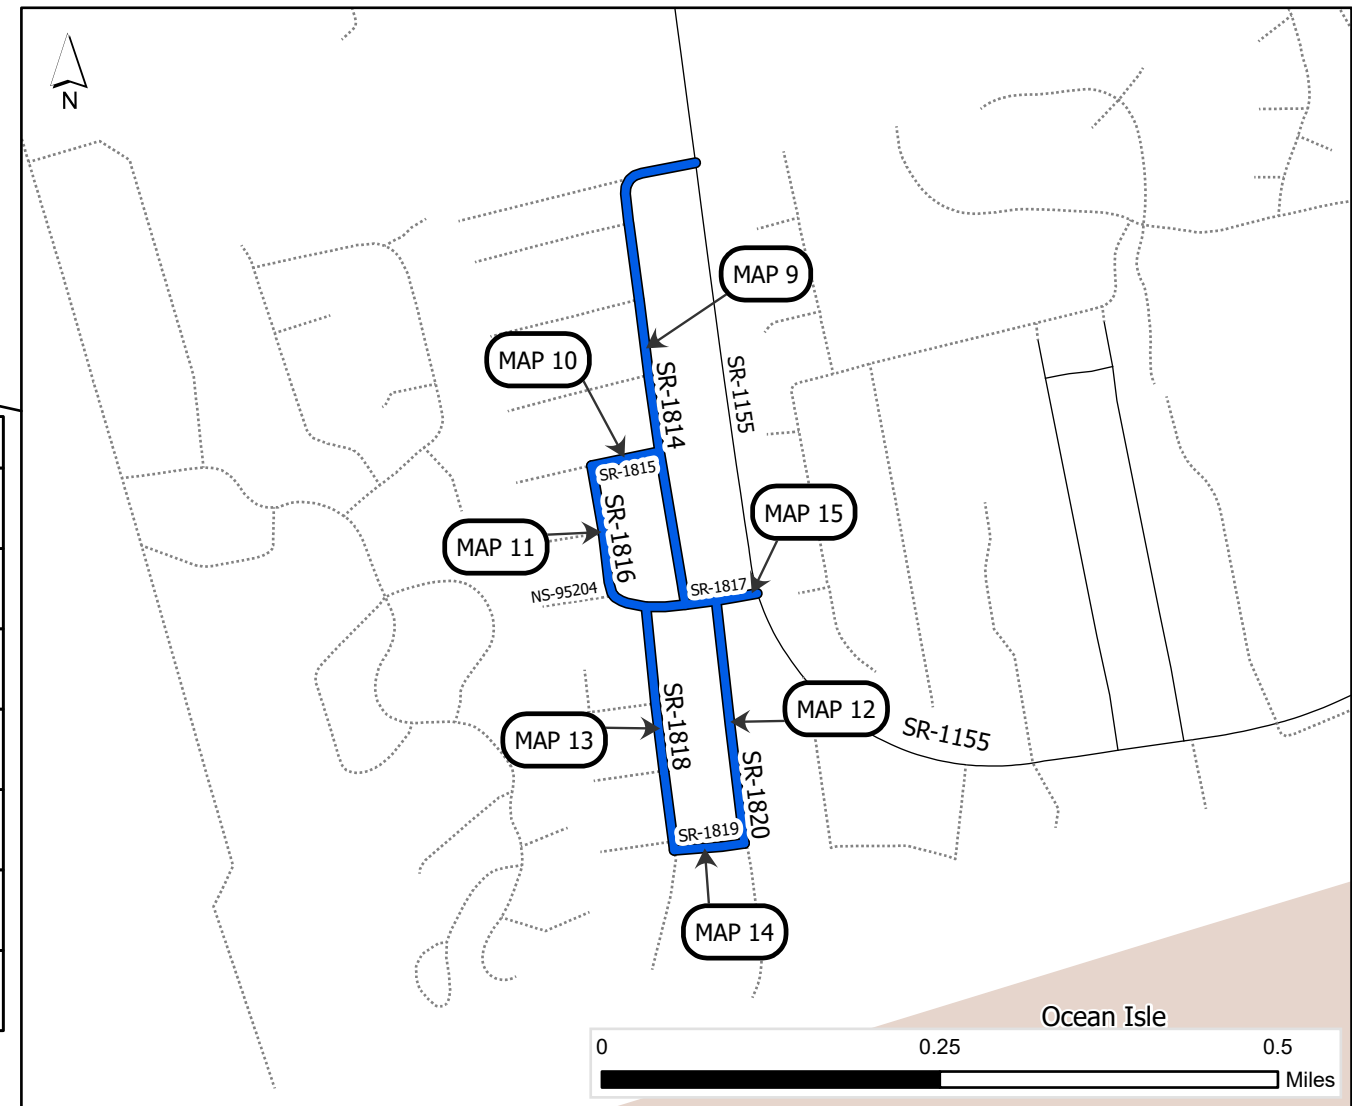 N
MAP 9
MAP 10
SR-1814
SR-1155
SR-1815
MAP 15
SR-1816
MAP 11
NS-95204
SR-1817
MAP 12
SR-1818
MAP 13
SR-1155
SR-1820
SR-1819
MAP 14
Ocean Isle
0 0.25 0.5
Miles